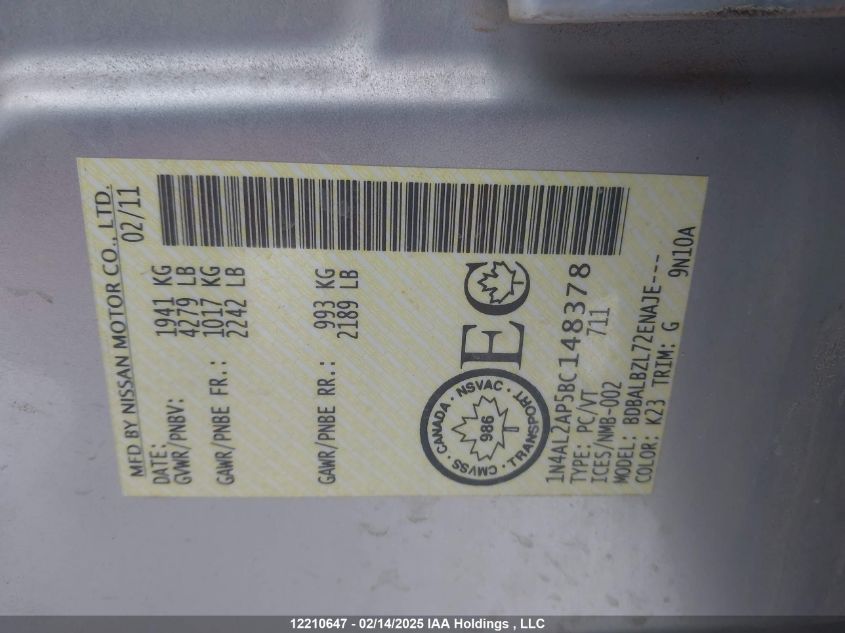 MFD BY NISSAN MOTOR CO., LTD.
DATE: 02/11
GVWR/PNBV: 1941 KG
4279 LB
GAWR/PNBE FR.: 1017 KG
2242 LB
GAWR/PNBE RR.: 993 KG
2189 LB
CANADA · NSVAC · TRANSPORT · CMVSS ·
986
EC
1N4AL2AP5BC148378
TYPE: PC/VT 711
ICES/NMB-002
MODEL: BDBALBZL72ENAJE---
COLOR: K23 TRIM: G 9N10A
12210647 - 02/14/2025 IAA Holdings , LLC